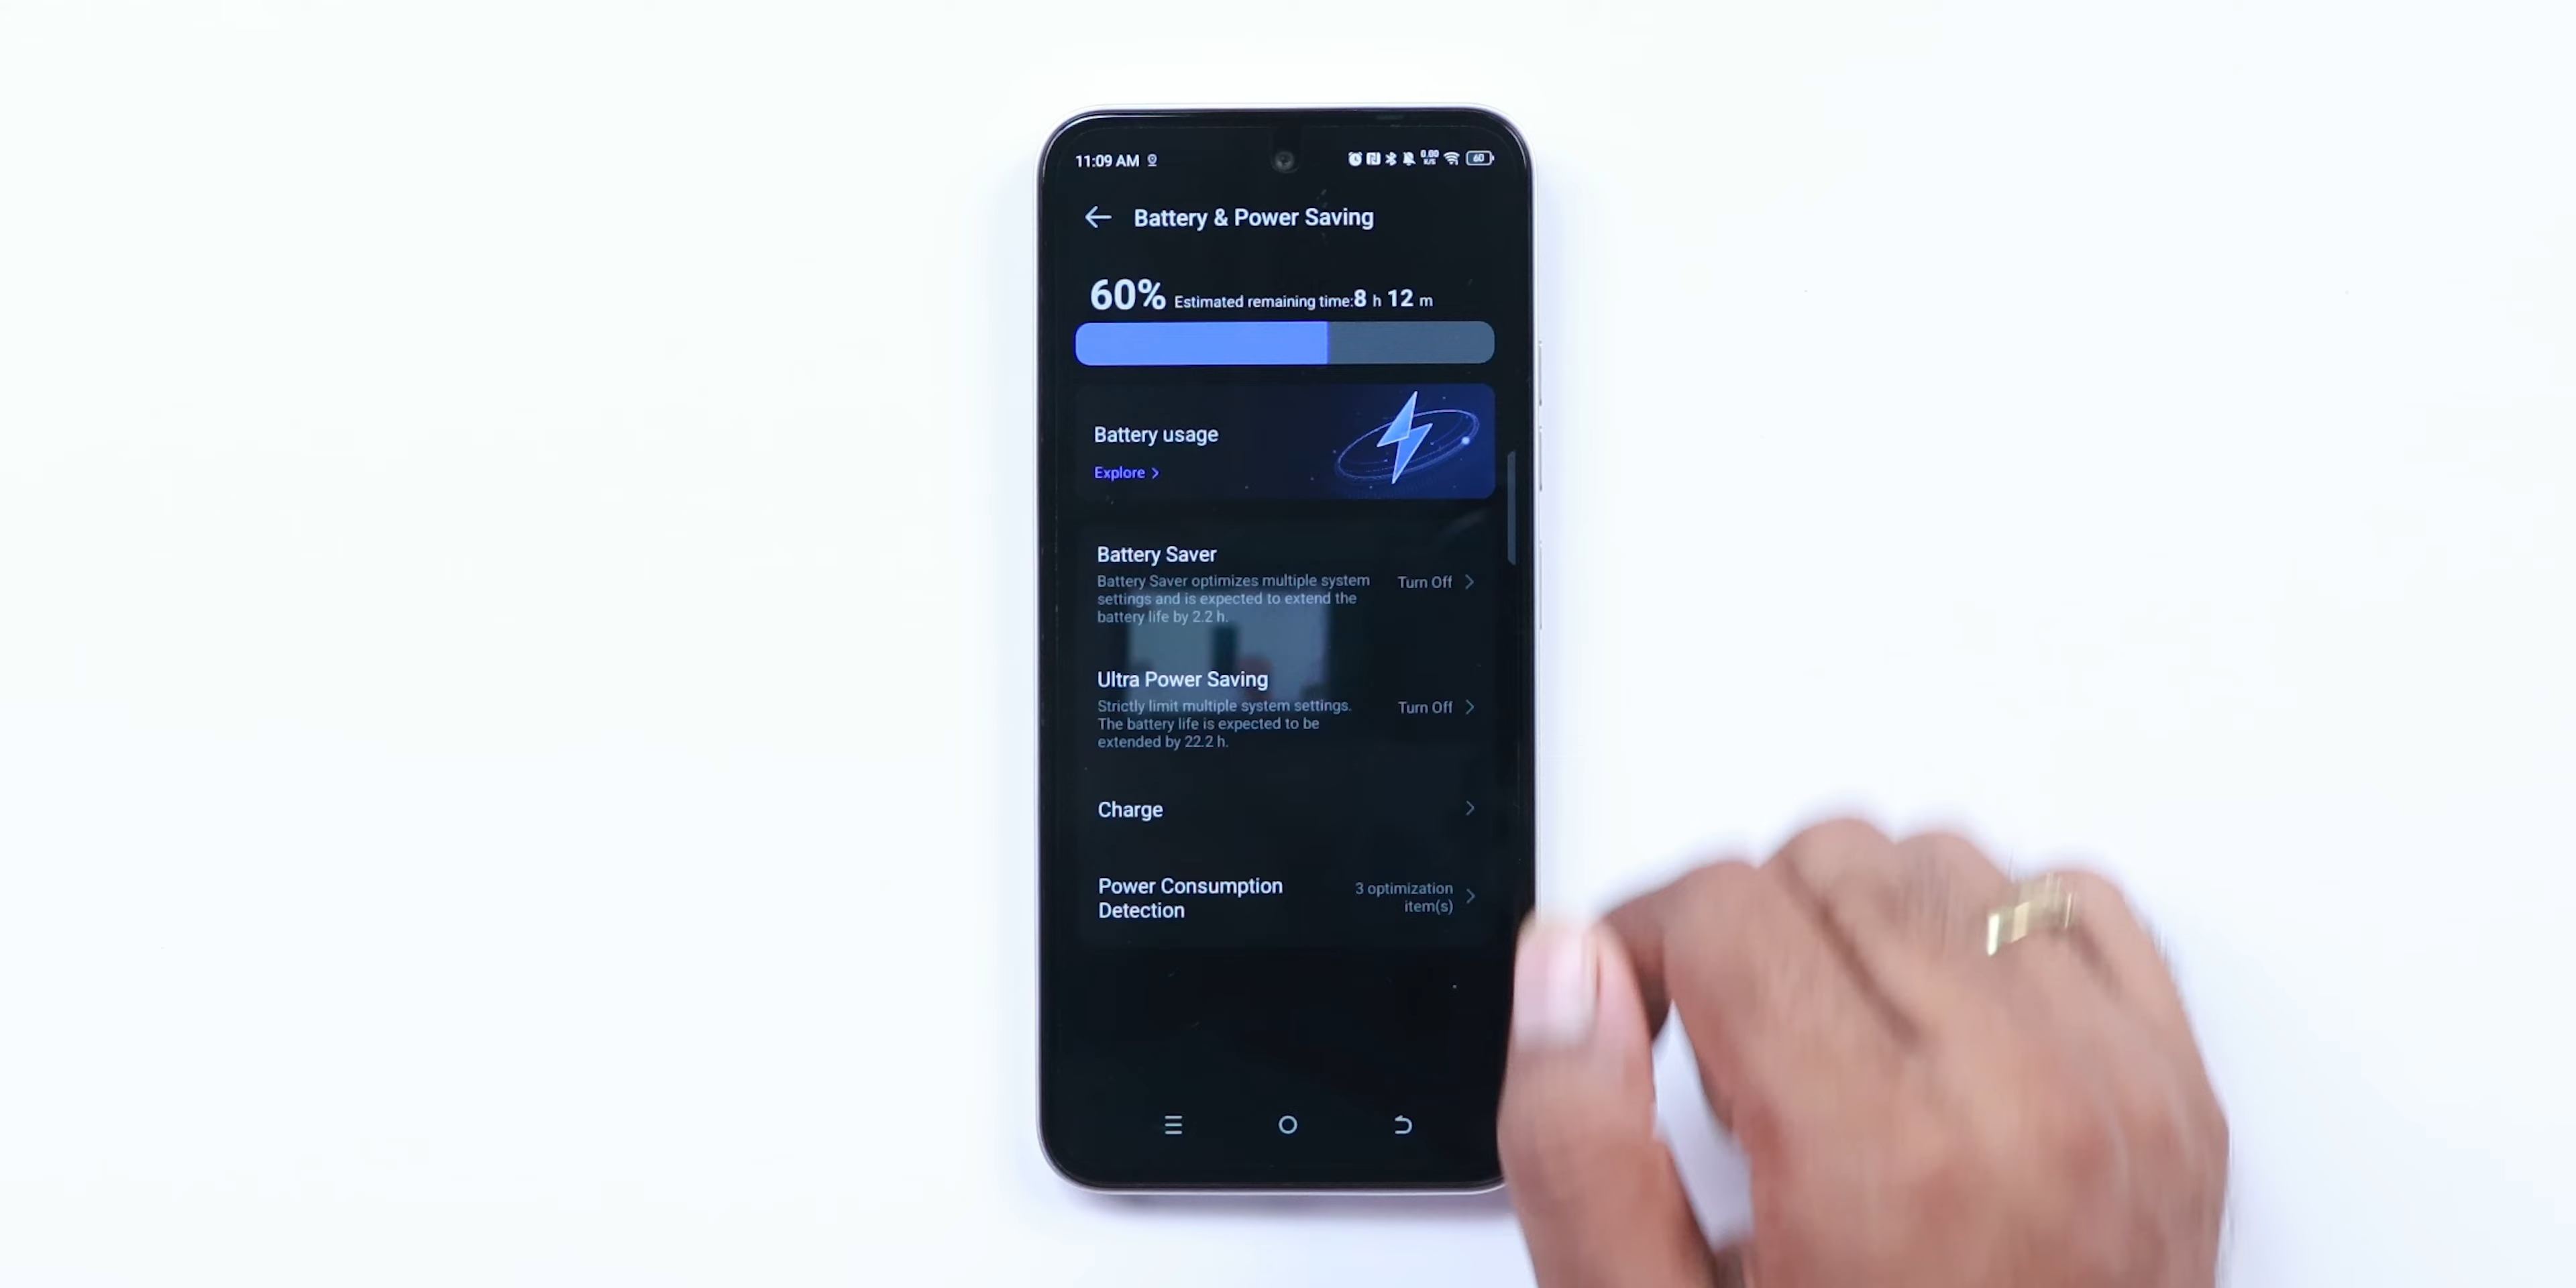 11:09 AM
0.00
K/S
60
Battery & Power Saving
60% Estimated remaining time:8 h 12 m
Battery usage
Explore >
Battery Saver
Battery Saver optimizes multiple system
settings and is expected to extend the
battery life by 2.2 h.
Turn Off
Ultra Power Saving
Strictly limit multiple system settings.
The battery life is expected to be
extended by 22.2 h.
Turn Off
Charge
Power Consumption
Detection
3 optimization
item(s)